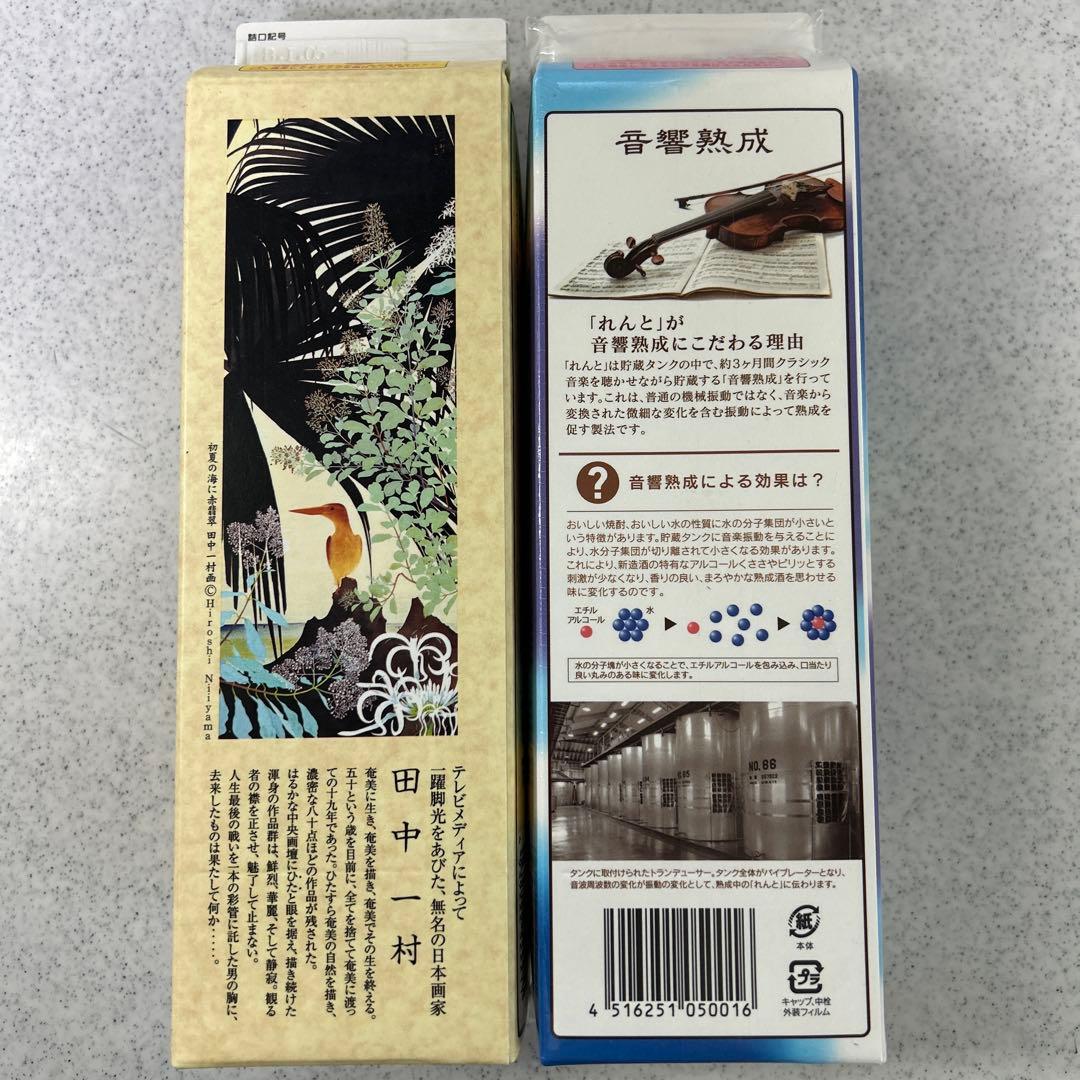 詰口記号
初夏の海に赤翡翠 田中一村画 ©Hiroshi Niiyama
テレビメディアによって
一躍脚光をあびた、無名の日本画家
田中一村
奄美に生き、奄美を描き、奄美でその生を終える。
五十という歳を目前に、全てを捨てて奄美に渡っ
ての十九年であった。ひたすら奄美の自然を描き、
濃密な八十点ほどの作品が残された。
はるかな中央画壇にひたと眼を据え、描き続けた
渾身の作品群は、鮮烈、華麗、そして静寂。観る
者の襟を正させ、魅了して止まない。
人生最後の戦いを一本の彩管に託した男の胸に、
去来したものは果たして何か・・・・・。
音響熟成
「れんと」が
音響熟成にこだわる理由
「れんと」は貯蔵タンクの中で、約3ヶ月間クラシック
音楽を聴かせながら貯蔵する「音響熟成」を行って
います。これは、普通の機械振動ではなく、音楽から
変換された微細な変化を含む振動によって熟成を
促す製法です。
? 音響熟成による効果は?
おいしい焼酎、おいしい水の性質に水の分子集団が小さいと
いう特徴があります。貯蔵タンクに音楽振動を与えることに
より、水分子集団が切り離されて小さくなる効果があります。
これにより、新造酒の特有なアルコールくささやピリッとする
刺激が少なくなり、香りの良い、まろやかな熟成酒を思わせる
味に変化するのです。
エチル
アルコール
水
水の分子塊が小さくなることで、エチルアルコールを包み込み、口当たり
良い丸みのある味に変化します。
NO.86
タンクに取付けられたトランデューサー。タンク全体がバイブレーターとなり、
音波周波数の変化が振動の変化として、熟成中の「れんと」に伝わります。
紙
本体
プラ
キャップ、中栓
外装フィルム
4 516251 050016